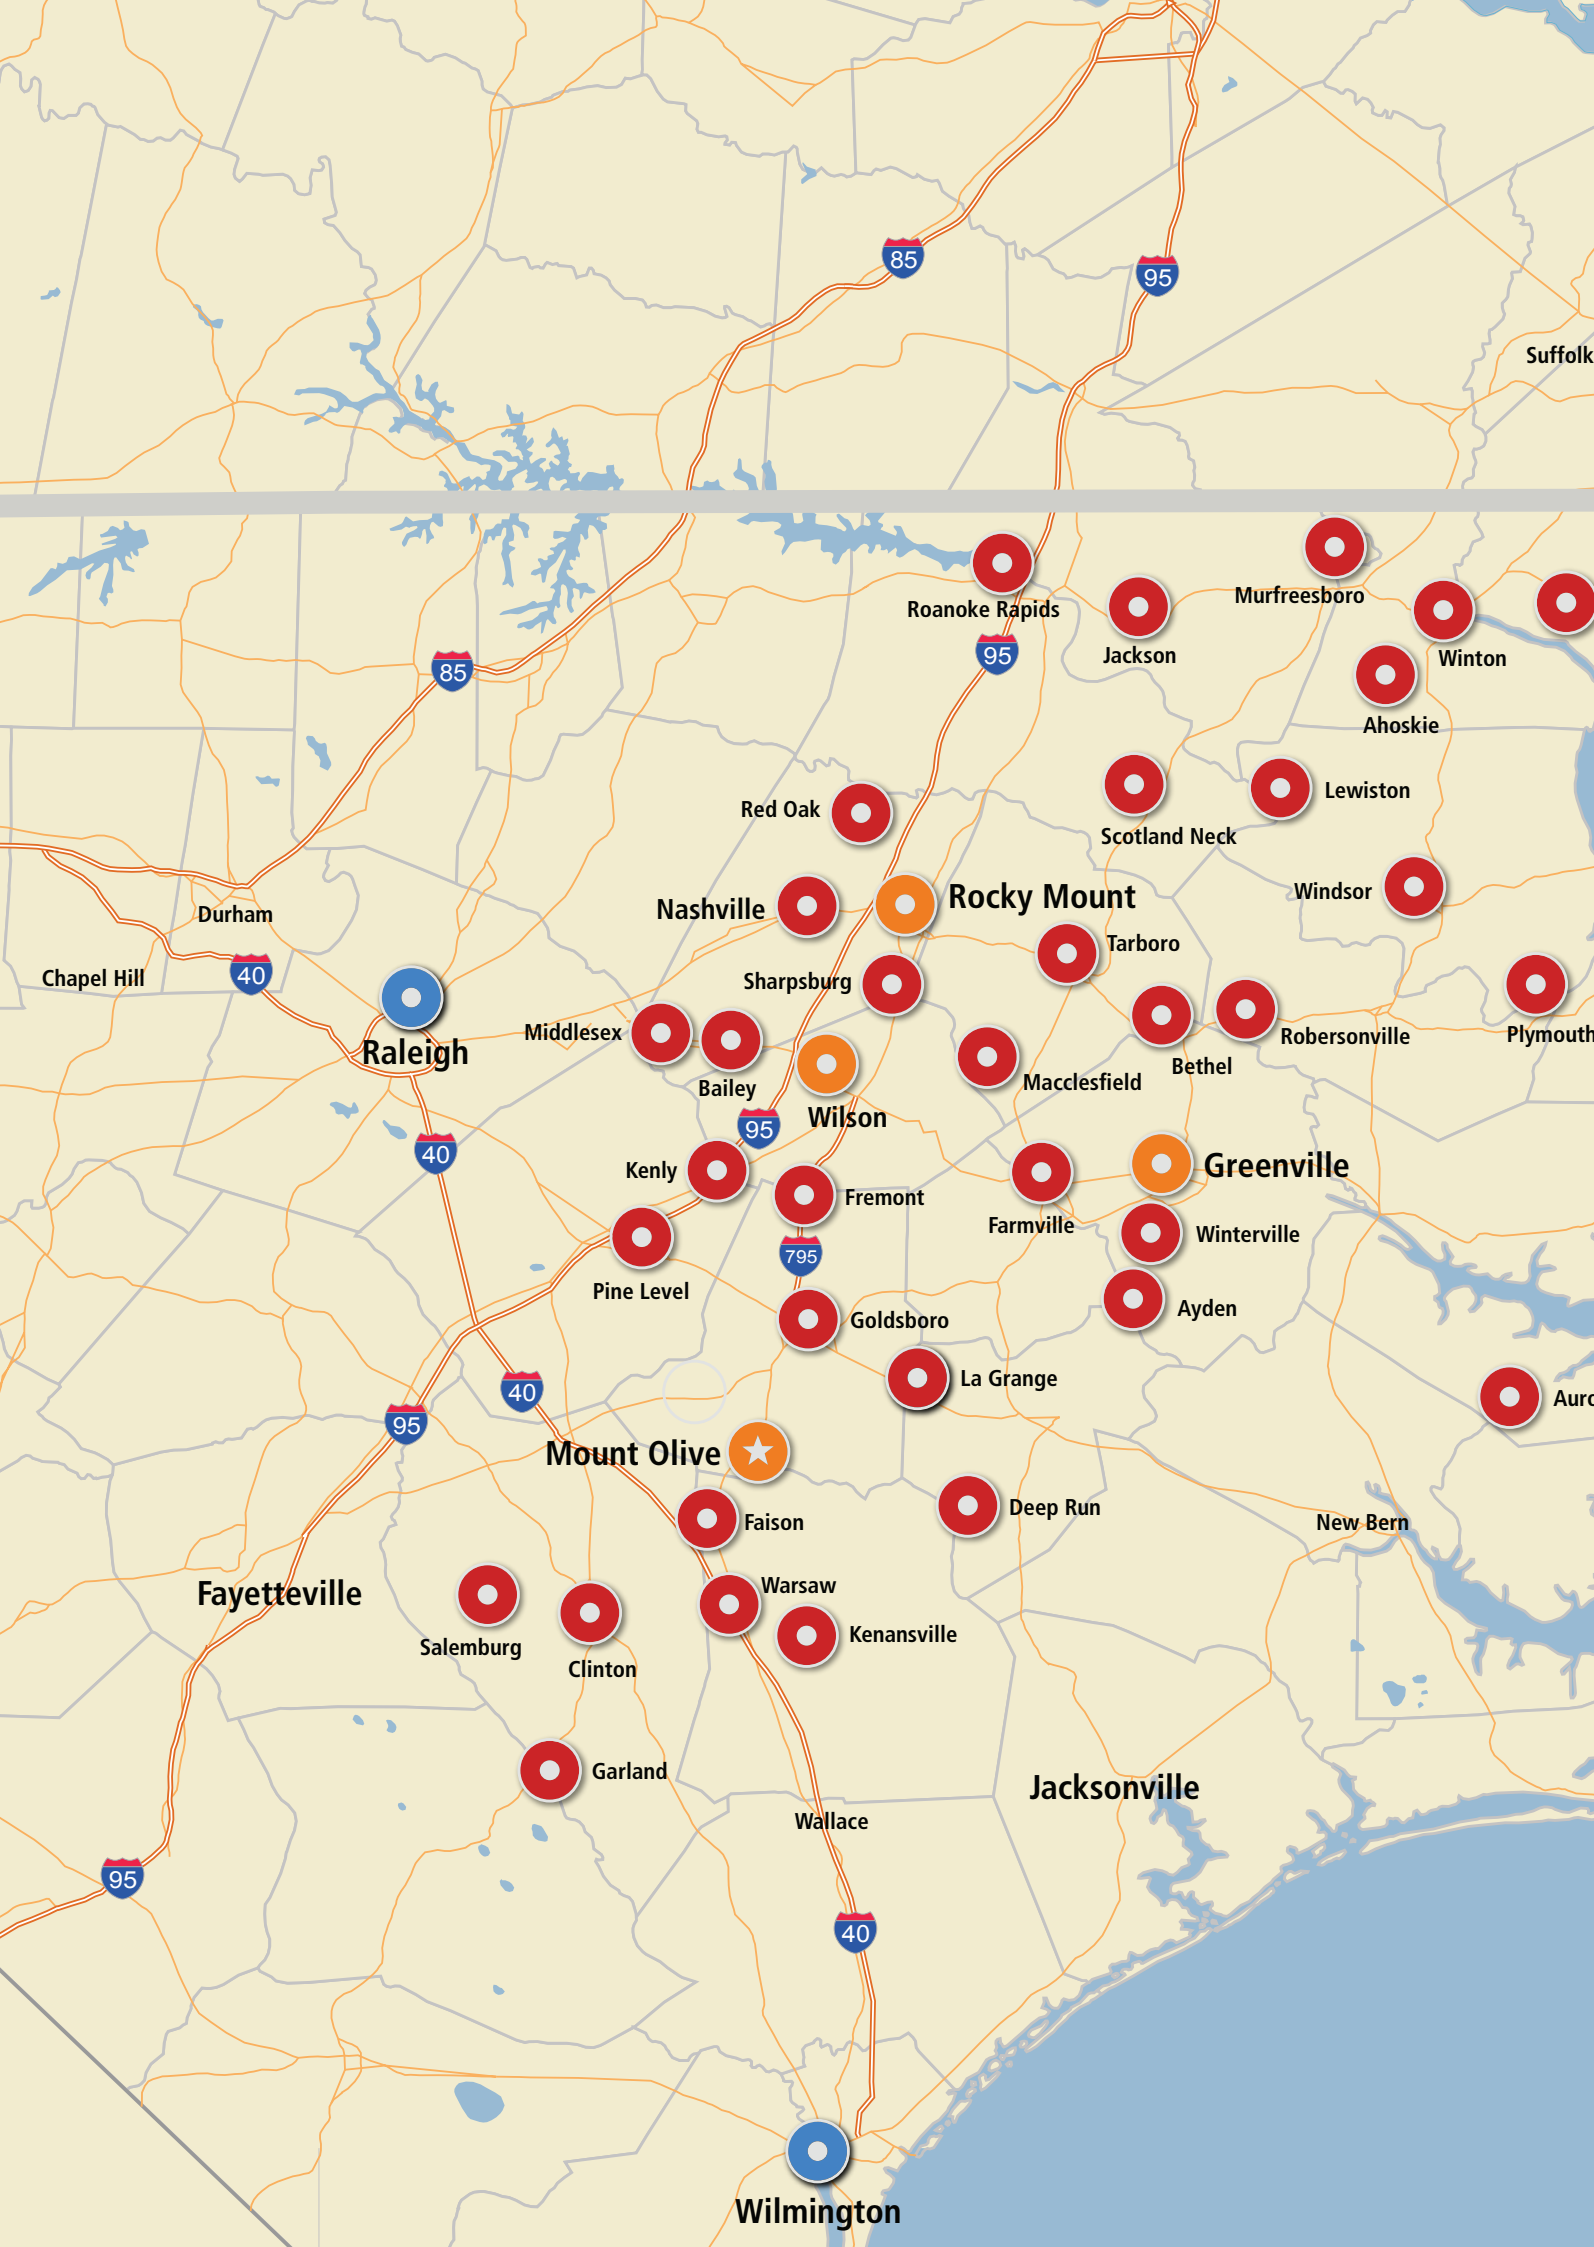 85
95
Suffolk
Murfreesboro
Roanoke Rapids
95
Jackson
Winton
85
Ahoskie
Lewiston
Red Oak
Scotland Neck
Windsor
Rocky Mount
Nashville
Durham
Tarboro
Chapel Hill
40
Sharpsburg
Middlesex
Robersonville
Plymouth
Raleigh
Bethel
Macclesfield
Bailey
Wilson
95
40
Greenville
Kenly
Fremont
Farmville
Winterville
795
Pine Level
Ayden
Goldsboro
La Grange
40
Auro
95
Mount Olive
Deep Run
Faison
New Bern
Warsaw
Fayetteville
Kenansville
Salemburg
Clinton
Garland
Jacksonville
Wallace
95
40
Wilmington